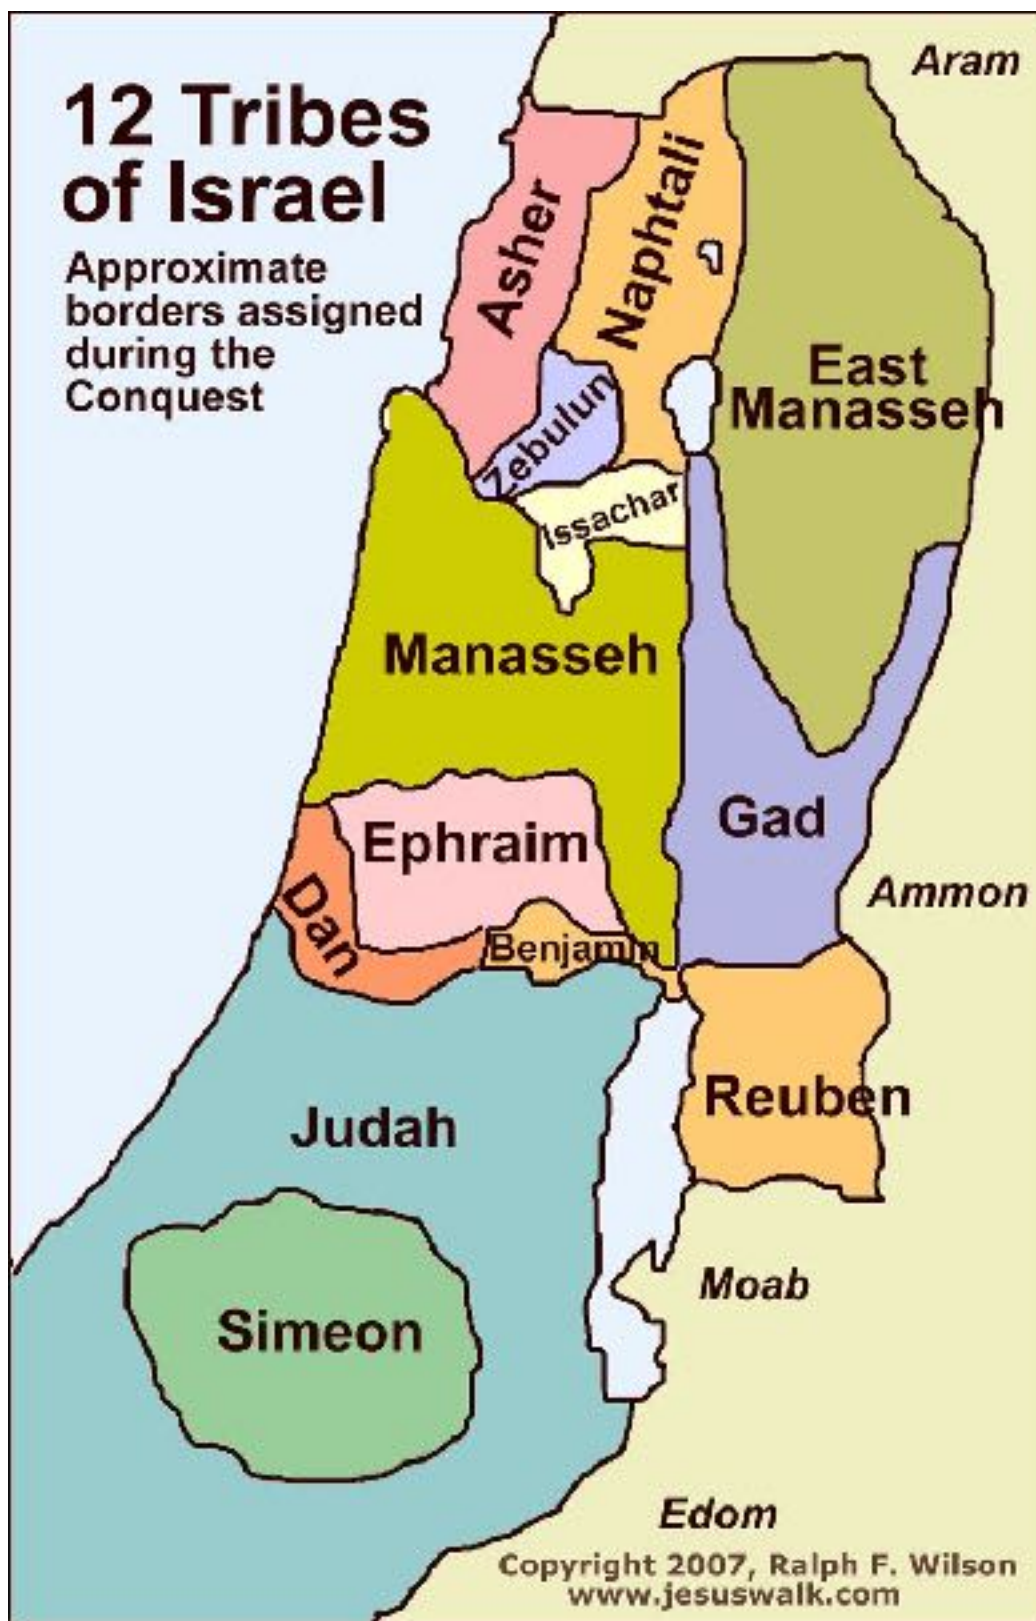 12 Tribes
of Israel
Approximate
borders assigned
during the
Conquest
Aram
Asher
Naphtali
East
Manasseh
Zebulun
Issachar
Manasseh
Gad
Ephraim
Dan
Ammon
Benjamin
Reuben
Judah
Moab
Simeon
Edom
Copyright 2007, Ralph F. Wilson
www.jesuswalk.com